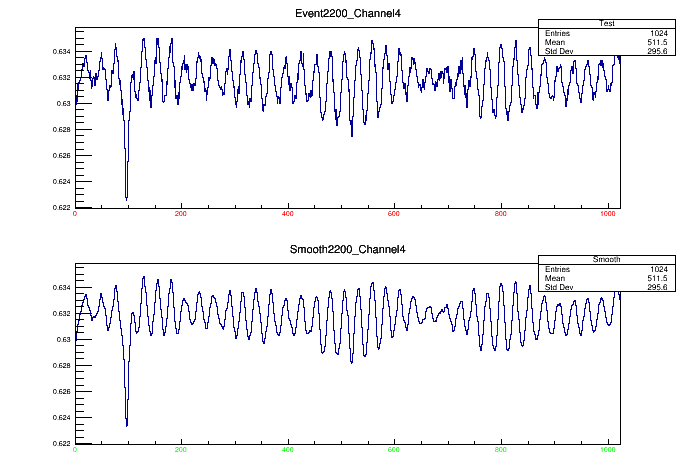 Event2200_Channel4
Test
Entries 1024
Mean 511.5
Std Dev 295.6
0.634
0.632
0.63
0.628
0.626
0.624
0.622
0 200 400 600 800 1000
Smooth2200_Channel4
Smooth
Entries 1024
Mean 511.5
Std Dev 295.6
0.634
0.632
0.63
0.628
0.626
0.624
0.622
0 200 400 600 800 1000